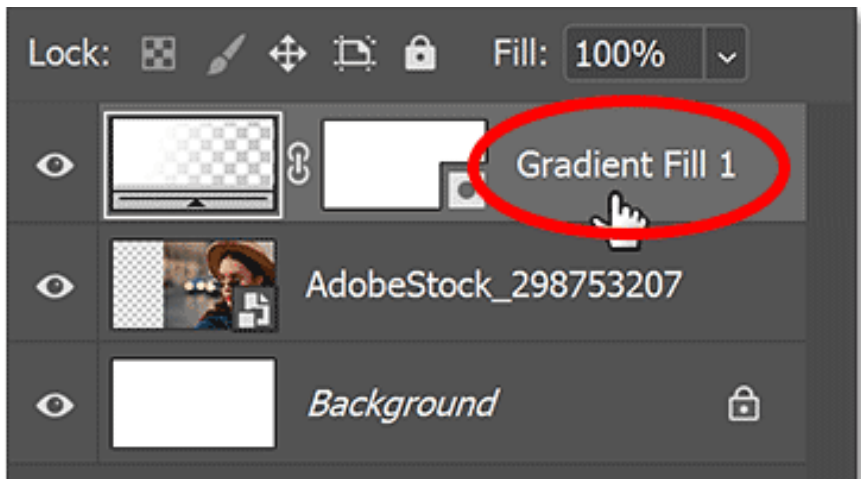 Lock: Fill: 100%
Gradient Fill 1
AdobeStock_298753207
Background